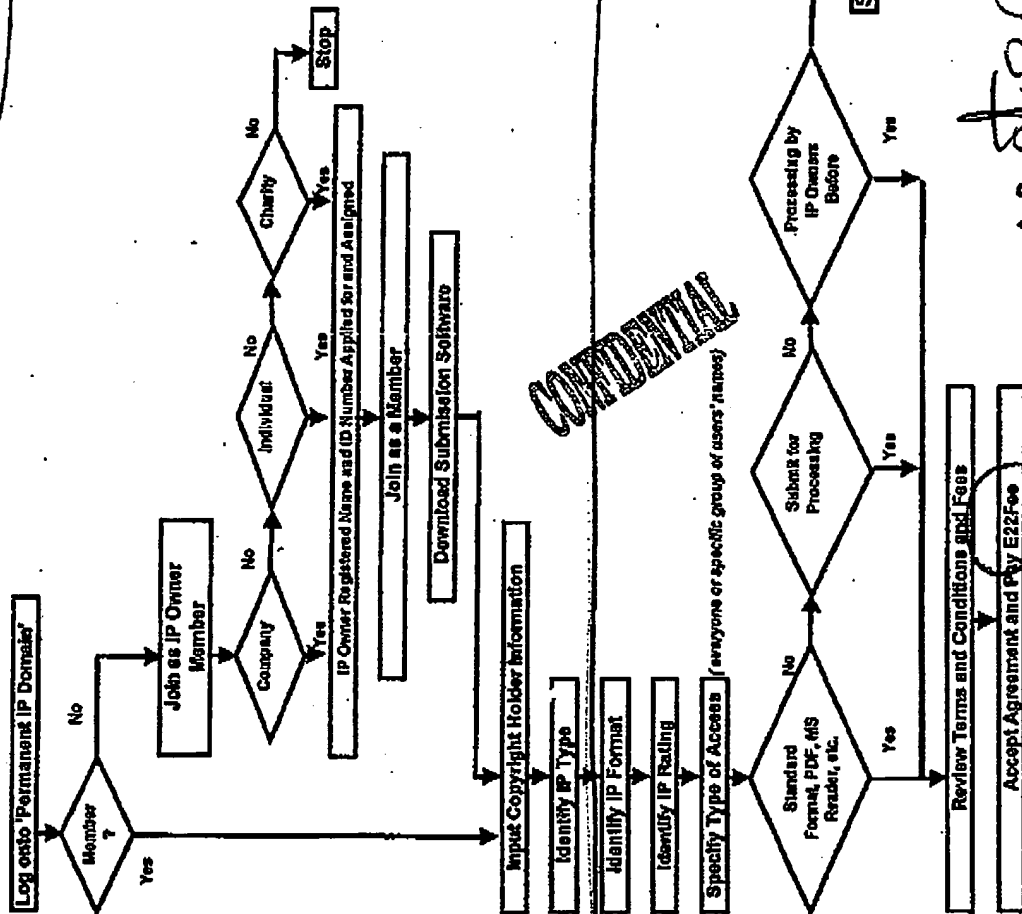 Log onto 'Permanent IP Domain'
Member
?
No
Yes
Join as IP Owner
Member
Company
No
Yes
Individual
No
Yes
Charity
No
Yes
Stop
IP Owner Registered Name and ID Number Applied for and Assigned
Join as a Member
Download Submission Software
Input Copyright Holder Information
Identify IP Type
Identify IP Format
Identify IP Rating
Specify Type of Access (everyone or specific group of users' names)
CONFIDENTIAL
Standard
Format, PDF, MS
Reader, etc.
No
Yes
Submit for
Processing
No
Yes
Processing by
IP Owners
Before
Yes
Review Terms and Conditions and Fees
Accept Agreement and Pay E22Fee